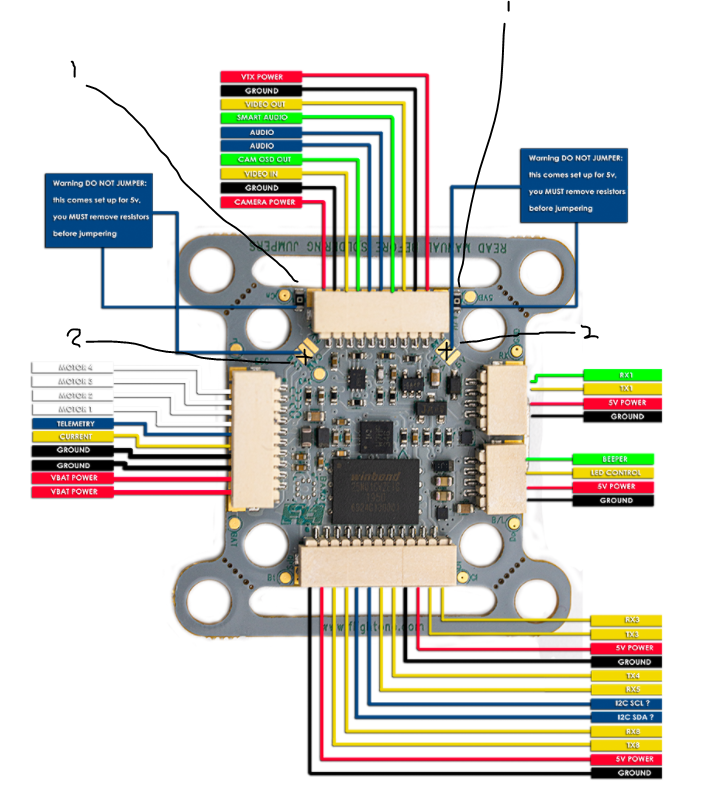 1
1
VTX POWER
GROUND
VIDEO OUT
SMART AUDIO
AUDIO
AUDIO
CAM OSD OUT
VIDEO IN
GROUND
CAMERA POWER
Warning DO NOT JUMPER:
this comes set up for 5v,
you MUST remove resistors
before jumpering
Warning DO NOT JUMPER:
this comes set up for 5v,
you MUST remove resistors
before jumpering
READ MANUAL BEFORE SOLDERING JUMPERS
2
2
MOTOR 4
MOTOR 3
MOTOR 2
MOTOR 1
TELEMETRY
CURRENT
GROUND
GROUND
VBAT POWER
VBAT POWER
RX1
TX1
5V POWER
GROUND
BEEPER
LED CONTROL
5V POWER
GROUND
winbond
www.flightone.com
RX3
TX3
5V POWER
GROUND
TX4
RX5
I2C SCL ?
I2C SDA ?
RX8
TX8
5V POWER
GROUND